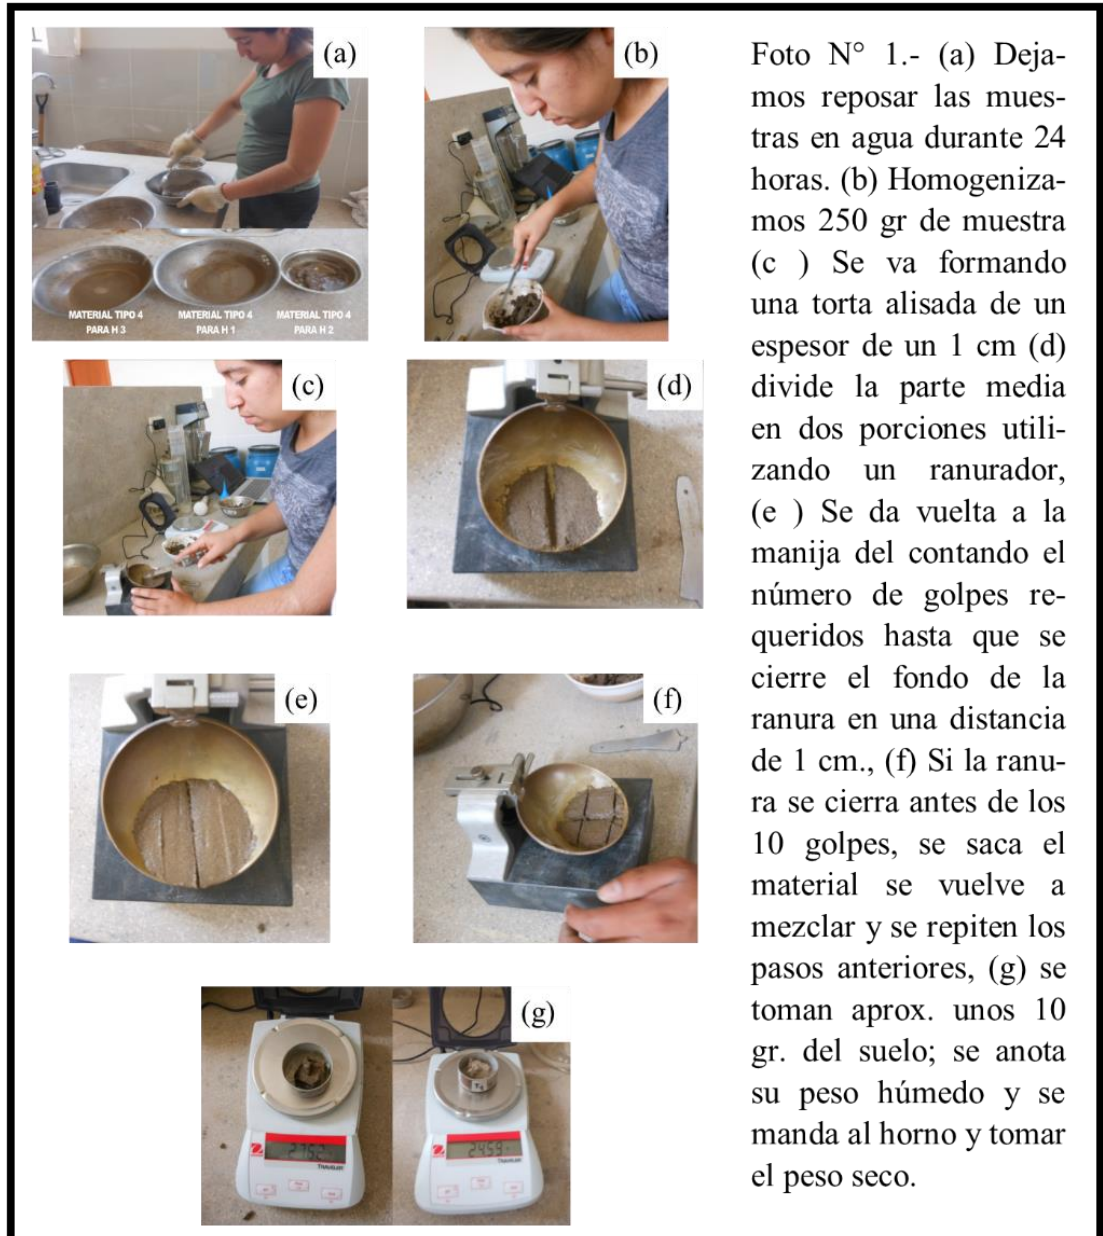 (a)
MATERIAL TIPO 4
PARA H 3
MATERIAL TIPO 4
PARA H 1
MATERIAL TIPO 4
PARA H 2
(b)
(c)
(d)
(e)
(f)
(g)
TRAVELER
TRAVELER
Foto N° 1.- (a) Deja-
mos reposar las mues-
tras en agua durante 24
horas. (b) Homogeniza-
mos 250 gr de muestra
(c ) Se va formando
una torta alisada de un
espesor de un 1 cm (d)
divide la parte media
en dos porciones utili-
zando un ranurador,
(e ) Se da vuelta a la
manija del contando el
número de golpes re-
queridos hasta que se
cierre el fondo de la
ranura en una distancia
de 1 cm., (f) Si la ranu-
ra se cierra antes de los
10 golpes, se saca el
material se vuelve a
mezclar y se repiten los
pasos anteriores, (g) se
toman aprox. unos 10
gr. del suelo; se anota
su peso húmedo y se
manda al horno y tomar
el peso seco.